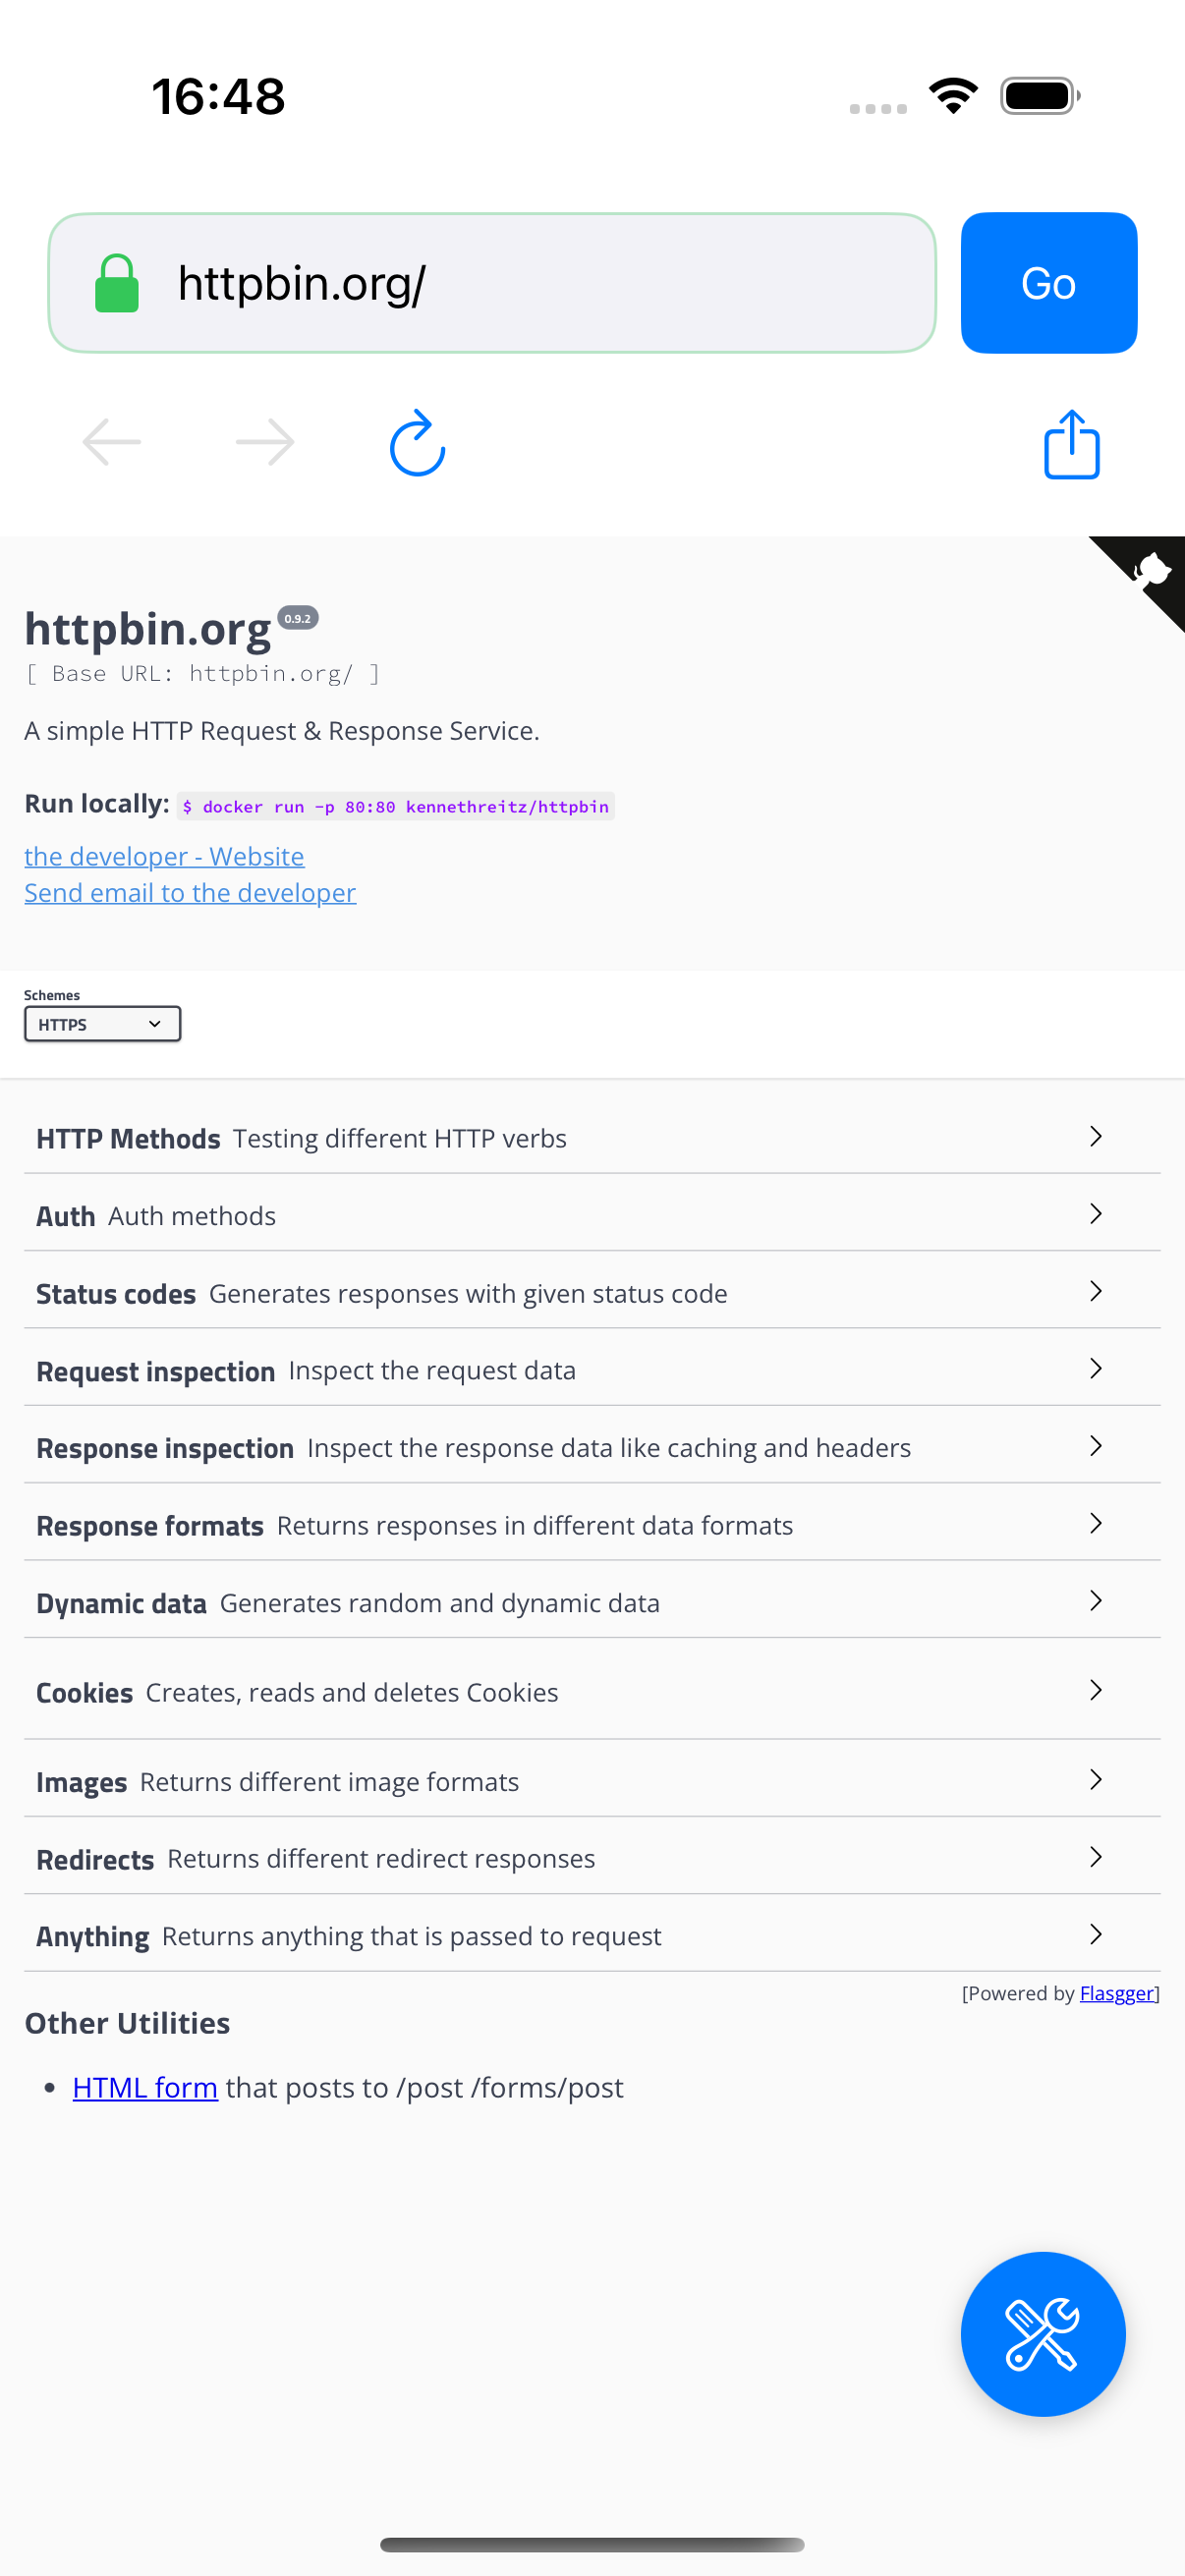 16:48
httpbin.org/
Go
httpbin.org 0.9.2
[ Base URL: httpbin.org/ ]
A simple HTTP Request & Response Service.
Run locally: $ docker run -p 80:80 kennethreitz/httpbin
the developer - Website
Send email to the developer
Schemes
HTTPS
HTTP Methods Testing different HTTP verbs
Auth Auth methods
Status codes Generates responses with given status code
Request inspection Inspect the request data
Response inspection Inspect the response data like caching and headers
Response formats Returns responses in different data formats
Dynamic data Generates random and dynamic data
Cookies Creates, reads and deletes Cookies
Images Returns different image formats
Redirects Returns different redirect responses
Anything Returns anything that is passed to request
[Powered by Flasgger]
Other Utilities
• HTML form that posts to /post /forms/post